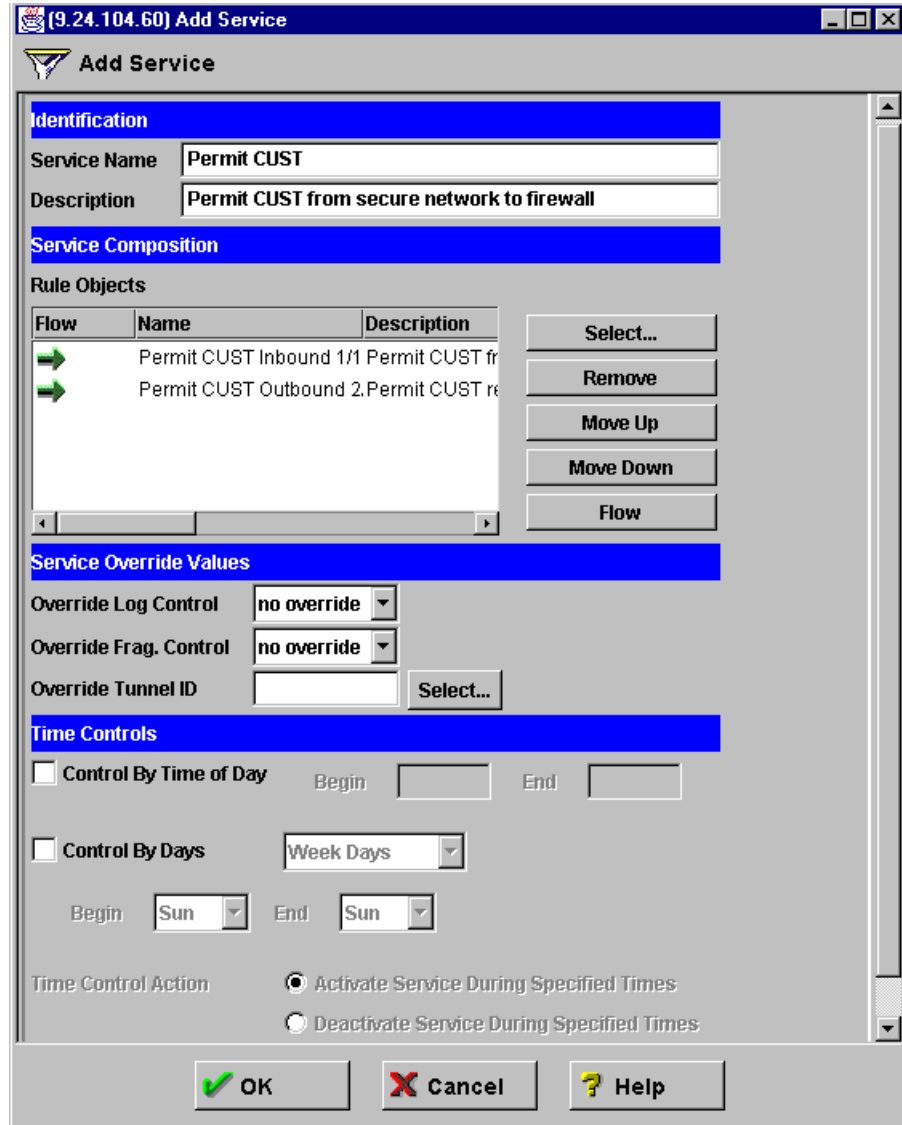 (9.24.104.60) Add Service
Add Service
Identification
Service Name Permit CUST
Description Permit CUST from secure network to firewall
Service Composition
Rule Objects
Flow Name Description
Permit CUST Inbound 1/1 Permit CUST fr
Permit CUST Outbound 2. Permit CUST re
Select...
Remove
Move Up
Move Down
Flow
Service Override Values
Override Log Control no override
Override Frag. Control no override
Override Tunnel ID Select...
Time Controls
Control By Time of Day Begin End
Control By Days Week Days
Begin Sun End Sun
Time Control Action Activate Service During Specified Times
Deactivate Service During Specified Times
OK Cancel Help